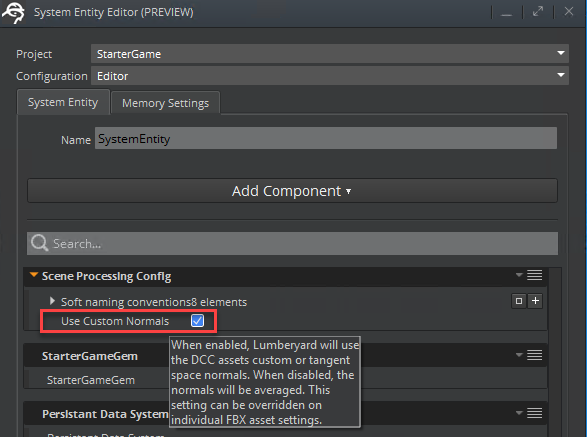 System Entity Editor (PREVIEW)
Project
StarterGame
Configuration
Editor
System Entity
Memory Settings
Name
SystemEntity
Add Component
Search...
Scene Processing Config
Soft naming conventions8 elements
Use Custom Normals
When enabled, Lumberyard will use
the DCC assets custom or tangent
space normals. When disabled, the
normals will be averaged. This
setting can be overridden on
individual FBX asset settings.
StarterGameGem
StarterGameGem
Persistant Data System
Persistant Data System